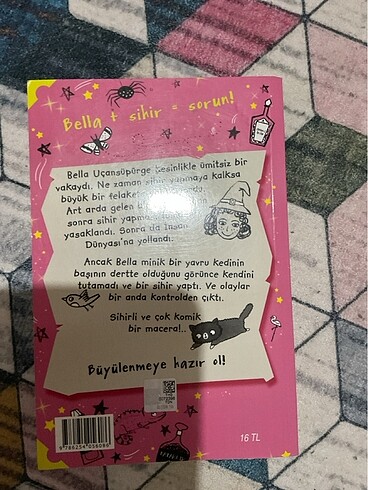 Bella + sihir = sorun!
Bella Uçansüpürge kesinlikle ümitsiz bir
vakaydı. Ne zaman sihir yapmaya kalksa
büyük bir felaket
Art arda gelen
sonra sihir yapması
yasaklandı. Sonra da İnsan
Dünyası'na yollandı.
Ancak Bella minik bir yavru kedinin
başının dertte olduğunu görünce kendini
tutamadı ve bir sihir yaptı. Ve olaylar
bir anda kontrolden çıktı.
Sihirli ve çok komik
bir macera!..
Büyülenmeye hazır ol!
16 TL